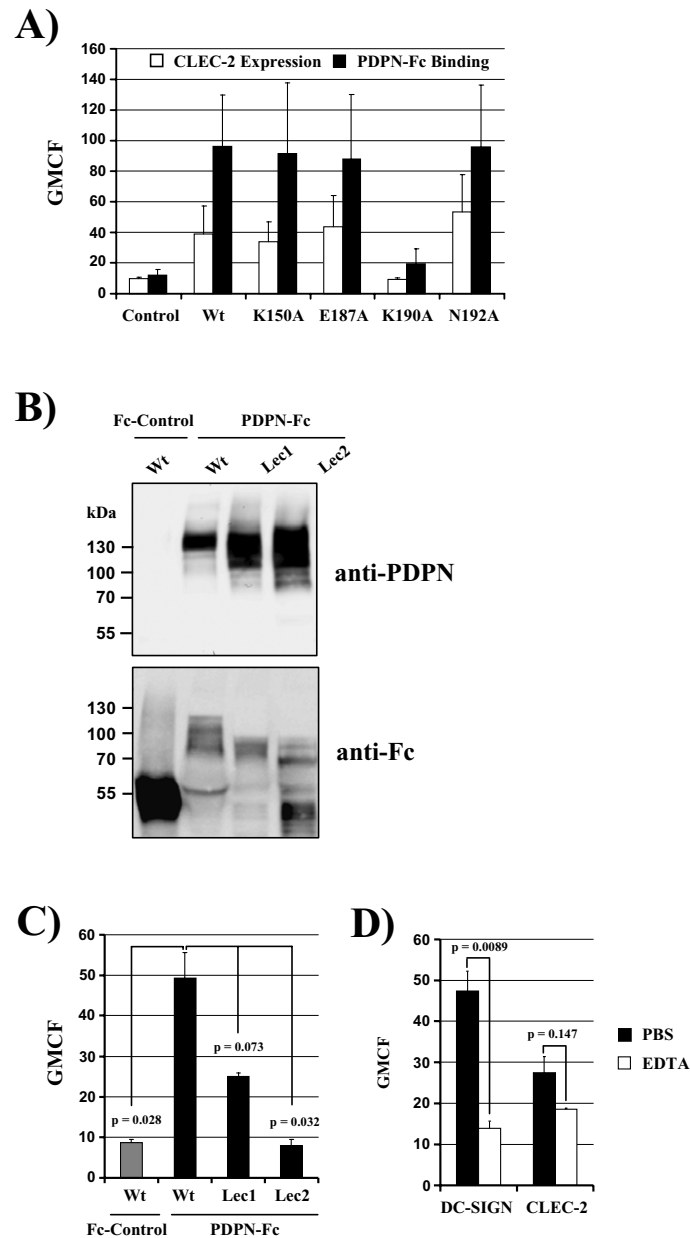 A)
160
140
120
100
80
60
40
20
0
GMCF
CLEC-2 Expression PDPN-Fc Binding
Control Wt K150A E187A K190A N192A
B)
Fc-Control PDPN-Fc
Wt Wt Lec1 Lec2
kDa
130
100
70
55
anti-PDPN
130
100
70
55
anti-Fc
C)
60
50
40
30
20
10
0
GMCF
p = 0.028
p = 0.073
p = 0.032
Wt Wt Lec1 Lec2
Fc-Control PDPN-Fc
D)
60
50
40
30
20
10
0
GMCF
p = 0.0089
p = 0.147
PBS
EDTA
DC-SIGN CLEC-2